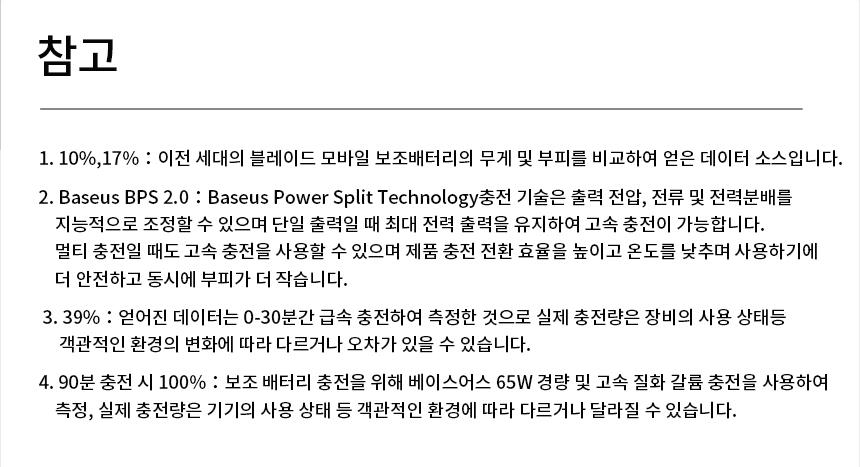 참고
1. 10%,17% : 이전 세대의 블레이드 모바일 보조배터리의 무게 및 부피를 비교하여 얻은 데이터 소스입니다.
2. Baseus BPS 2.0 : Baseus Power Split Technology충전 기술은 출력 전압, 전류 및 전력분배를
지능적으로 조정할 수 있으며 단일 출력일 때 최대 전력 출력을 유지하여 고속 충전이 가능합니다.
멀티 충전일 때도 고속 충전을 사용할 수 있으며 제품 충전 전환 효율을 높이고 온도를 낮추며 사용하기에
더 안전하고 동시에 부피가 더 작습니다.
3. 39% : 얻어진 데이터는 0-30분간 급속 충전하여 측정한 것으로 실제 충전량은 장비의 사용 상태등
객관적인 환경의 변화에 따라 다르거나 오차가 있을 수 있습니다.
4. 90분 충전 시 100% : 보조 배터리 충전을 위해 베이스어스 65W 경량 및 고속 질화 갈륨 충전을 사용하여
측정, 실제 충전량은 기기의 사용 상태 등 객관적인 환경에 따라 다르거나 달라질 수 있습니다.